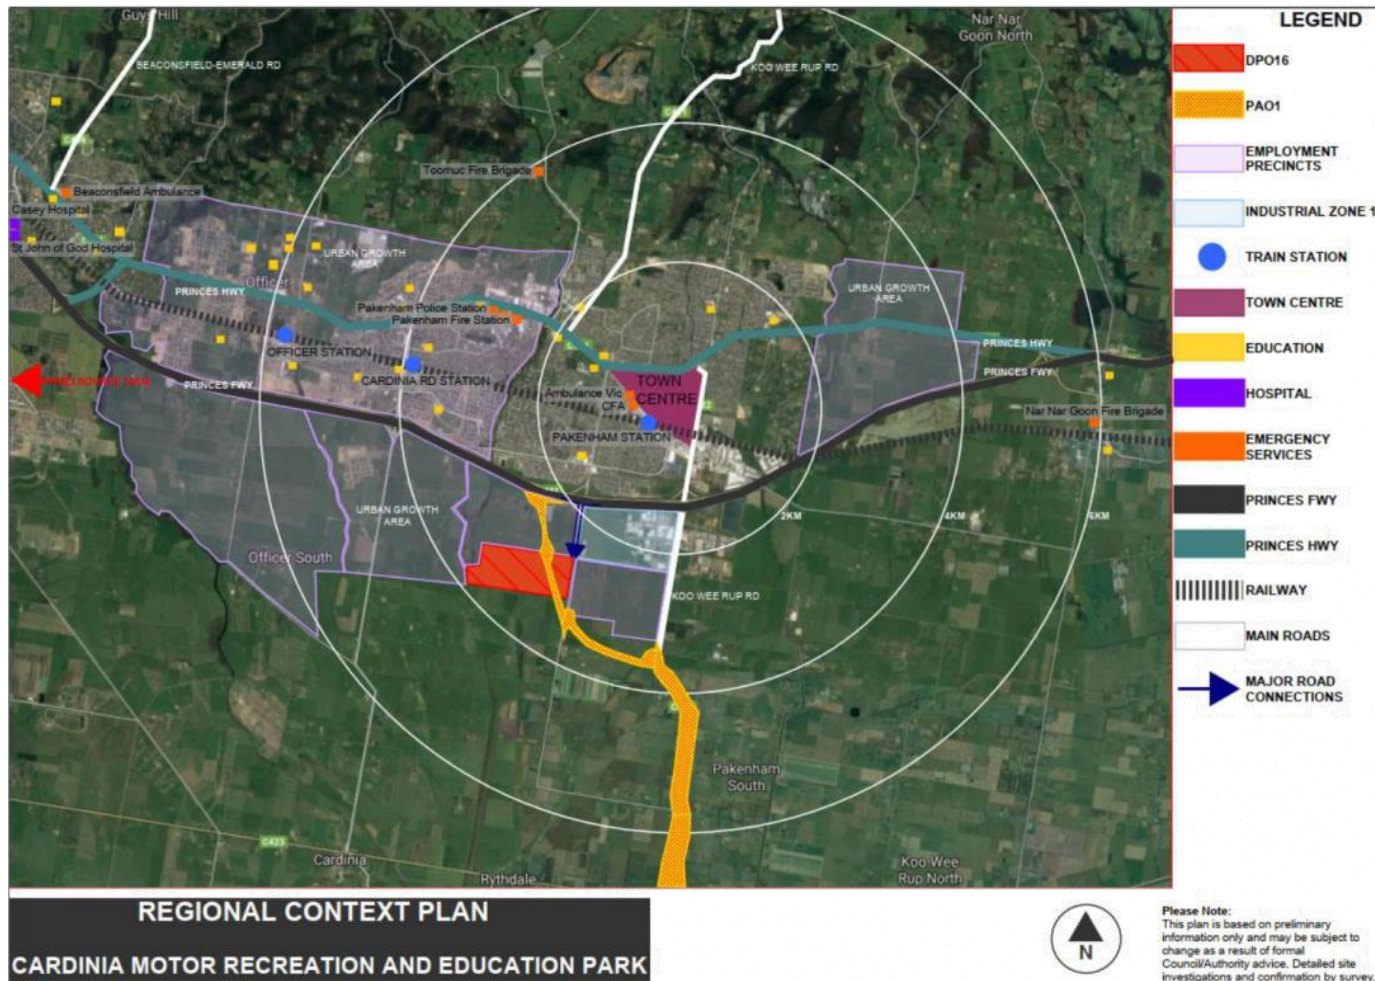 Guys Hill
BEACONSFIELD-EMERALD RD
KOO WEE RUP RD
Nar Nar
Goon North
Toomuc Fire Brigade
Beaconsfield Ambulance
Casey Hospital
St John of God Hospital
URBAN GROWTH
AREA
Officer
PRINCES HWY
Pakenham Police Station
Pakenham Fire Station
OFFICER STATION
CARDINIA RD STATION
PRINCES FWY
URBAN GROWTH
AREA
PRINCES HWY
PRINCES FWY
TOWN
CENTRE
Ambulance Vic
CFA
PAKENHAM STATION
Nar Nar Goon Fire Brigade
2KM
4KM
6KM
URBAN GROWTH
AREA
Officer South
KOO WEE RUP RD
Pakenham
South
C423
Cardinia
Rythdale
Koo Wee
Rup North
LEGEND
DPO16
PAO1
EMPLOYMENT
PRECINCTS
INDUSTRIAL ZONE 1
TRAIN STATION
TOWN CENTRE
EDUCATION
HOSPITAL
EMERGENCY
SERVICES
PRINCES FWY
PRINCES HWY
RAILWAY
MAIN ROADS
MAJOR ROAD
CONNECTIONS
REGIONAL CONTEXT PLAN
CARDINIA MOTOR RECREATION AND EDUCATION PARK
N
Please Note:
This plan is based on preliminary
information only and may be subject to
change as a result of formal
Council/Authority advice. Detailed site
investigations and confirmation by survey.